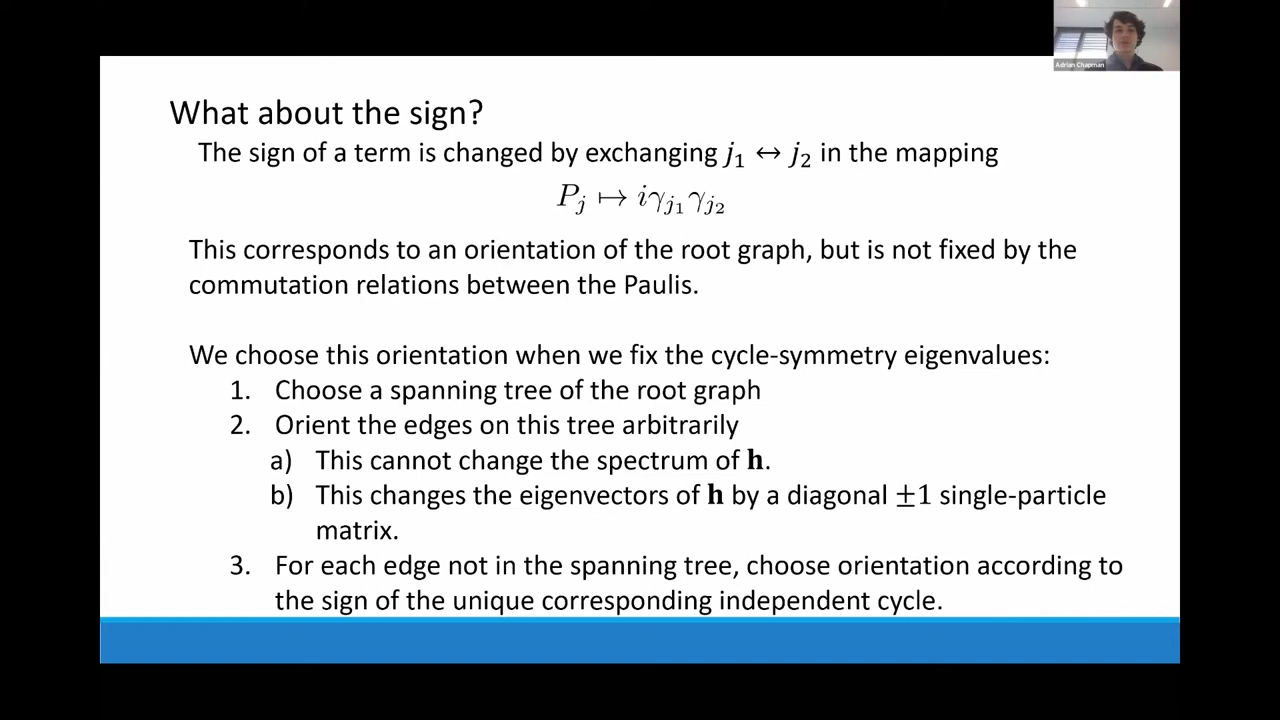 Adrian Chapman
What about the sign?
The sign of a term is changed by exchanging j₁ ↔ j₂ in the mapping
P_j ↦ iγ_{j₁}γ_{j₂}
This corresponds to an orientation of the root graph, but is not fixed by the
commutation relations between the Paulis.
We choose this orientation when we fix the cycle-symmetry eigenvalues:
1. Choose a spanning tree of the root graph
2. Orient the edges on this tree arbitrarily
a) This cannot change the spectrum of h.
b) This changes the eigenvectors of h by a diagonal ±1 single-particle
matrix.
3. For each edge not in the spanning tree, choose orientation according to
the sign of the unique corresponding independent cycle.